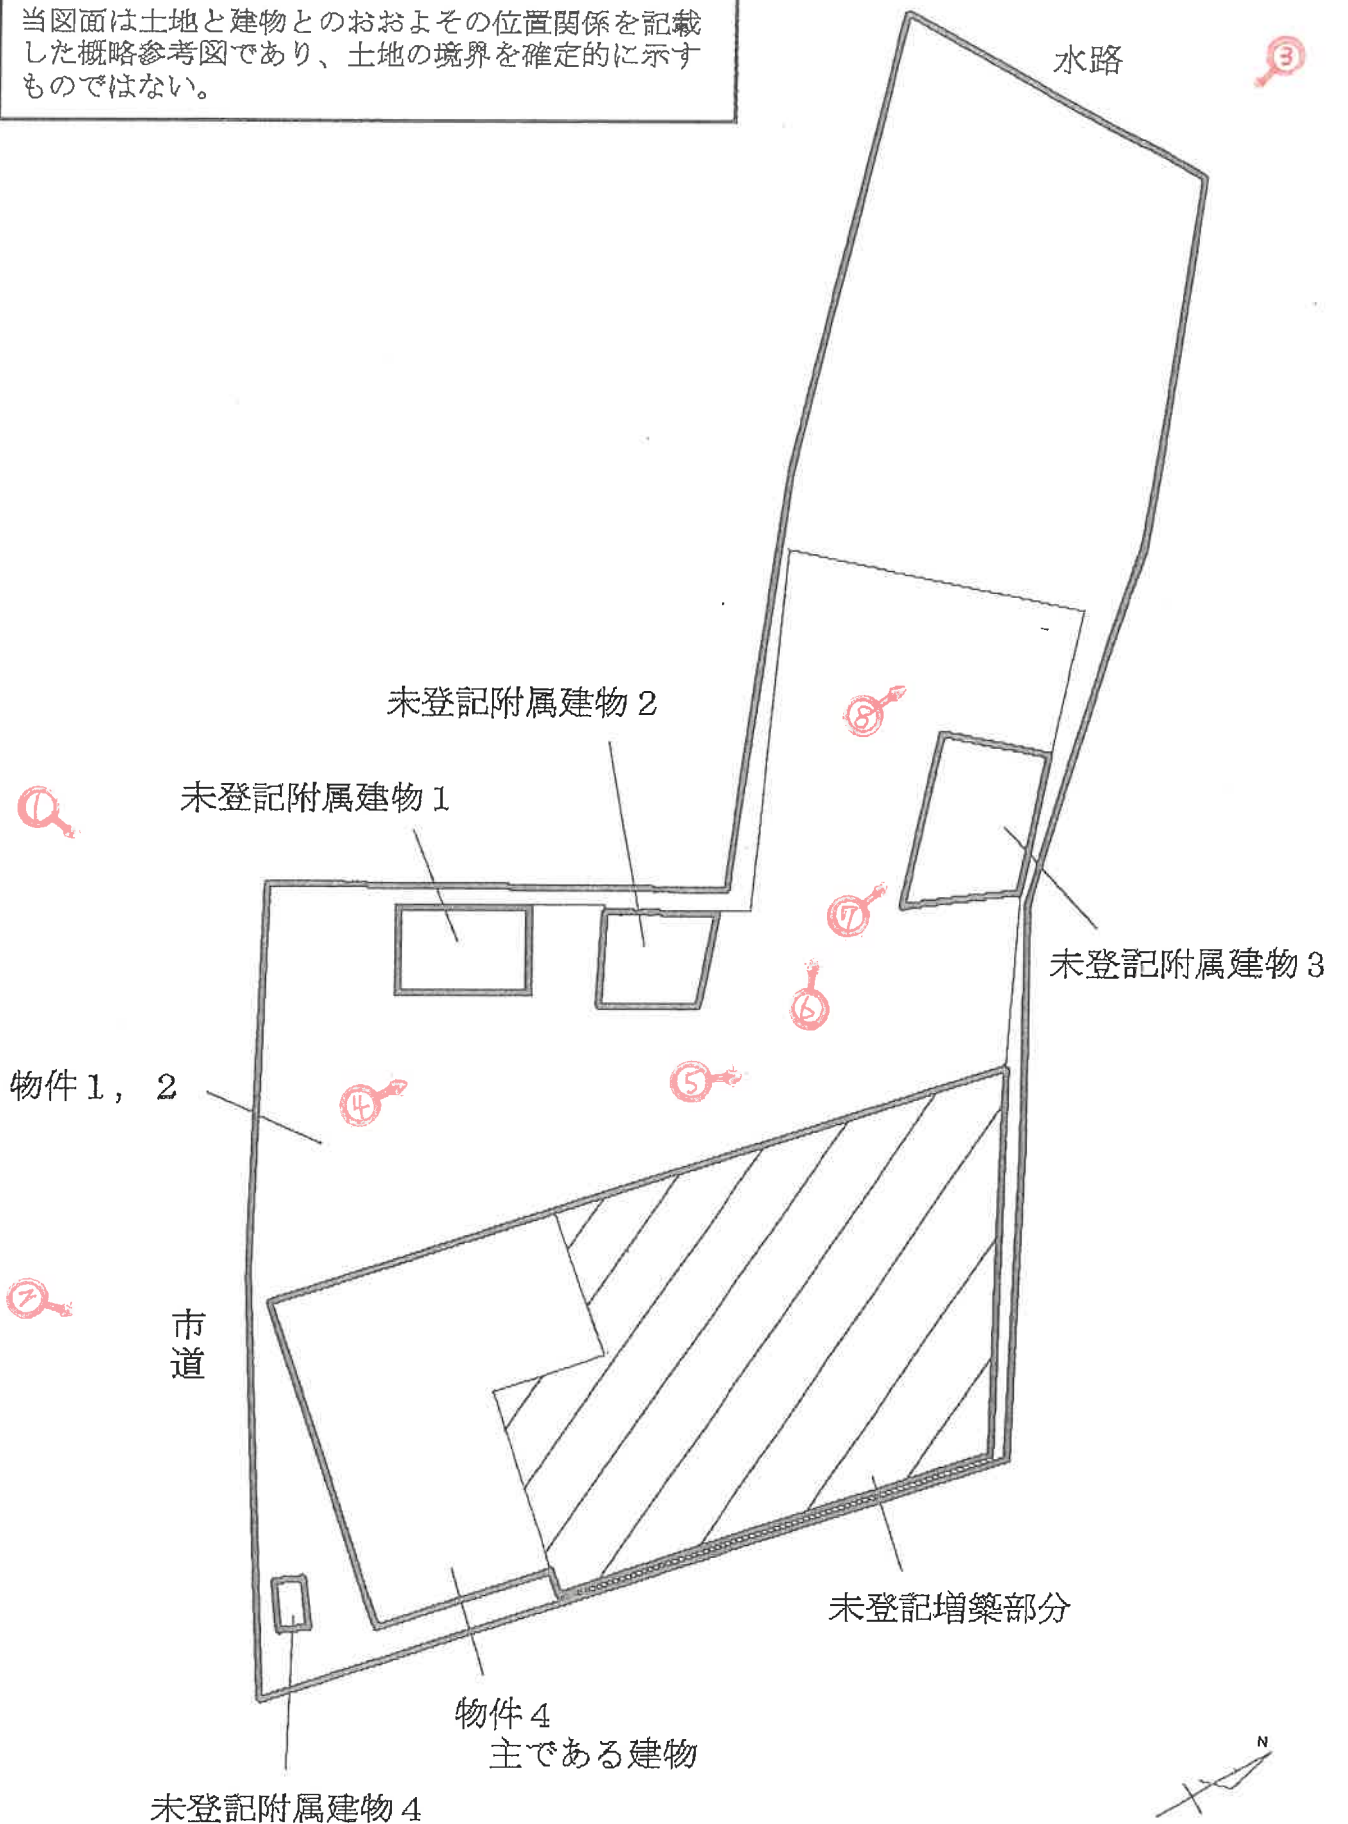 当図面は土地と建物とのおおよその位置関係を記載
した概略参考図であり、土地の境界を確定的に示す
ものではない。
水路
③
未登記附属建物2
⑧
未登記附属建物1
①
⑦
未登記附属建物3
⑥
物件1，2
④
⑤
②
市道
未登記増築部分
物件4
主である建物
N
未登記附属建物4